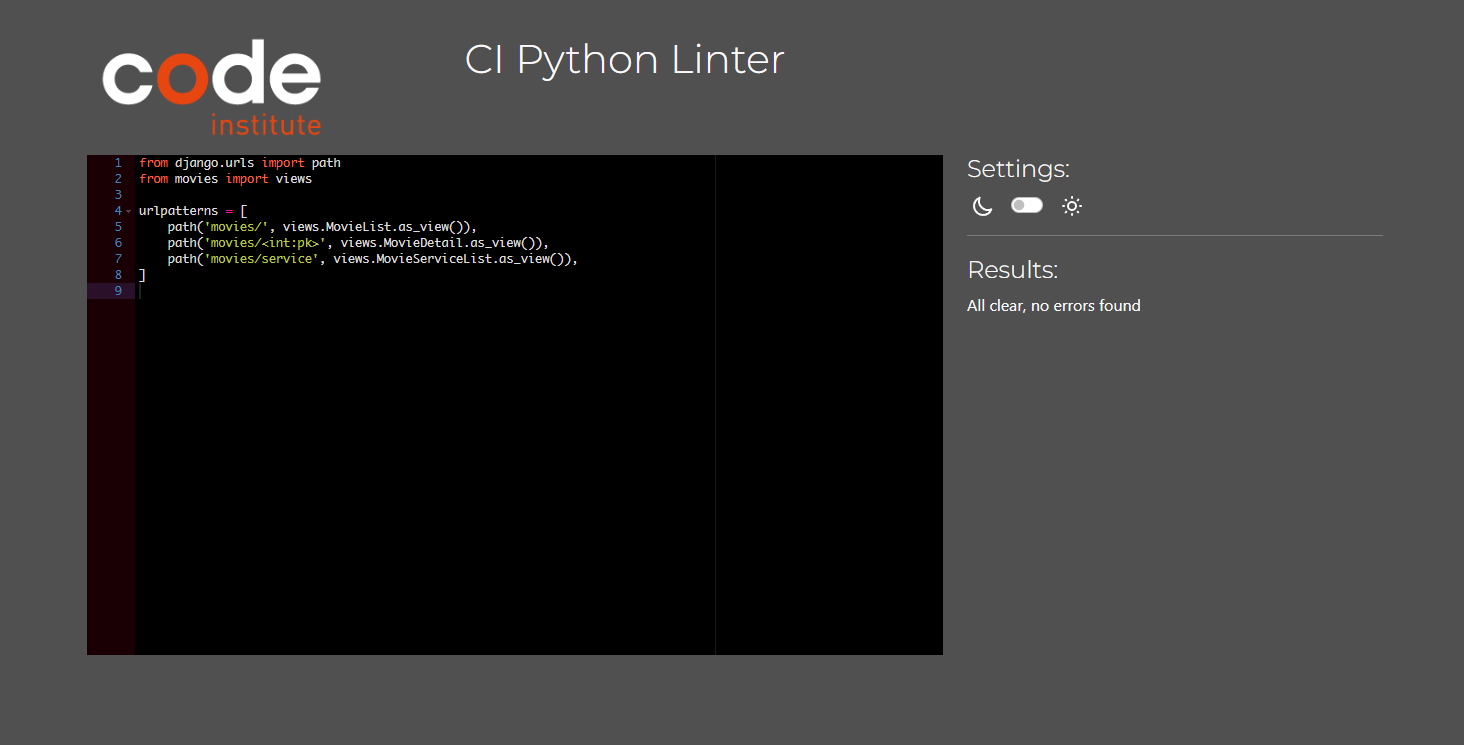 code
institute
CI Python Linter
1 from django.urls import path
2 from movies import views
3
4 urlpatterns = [
5     path('movies/', views.MovieList.as_view()),
6     path('movies/<int:pk>', views.MovieDetail.as_view()),
7     path('movies/service', views.MovieServiceList.as_view()),
8 ]
9
Settings:
Results:
All clear, no errors found